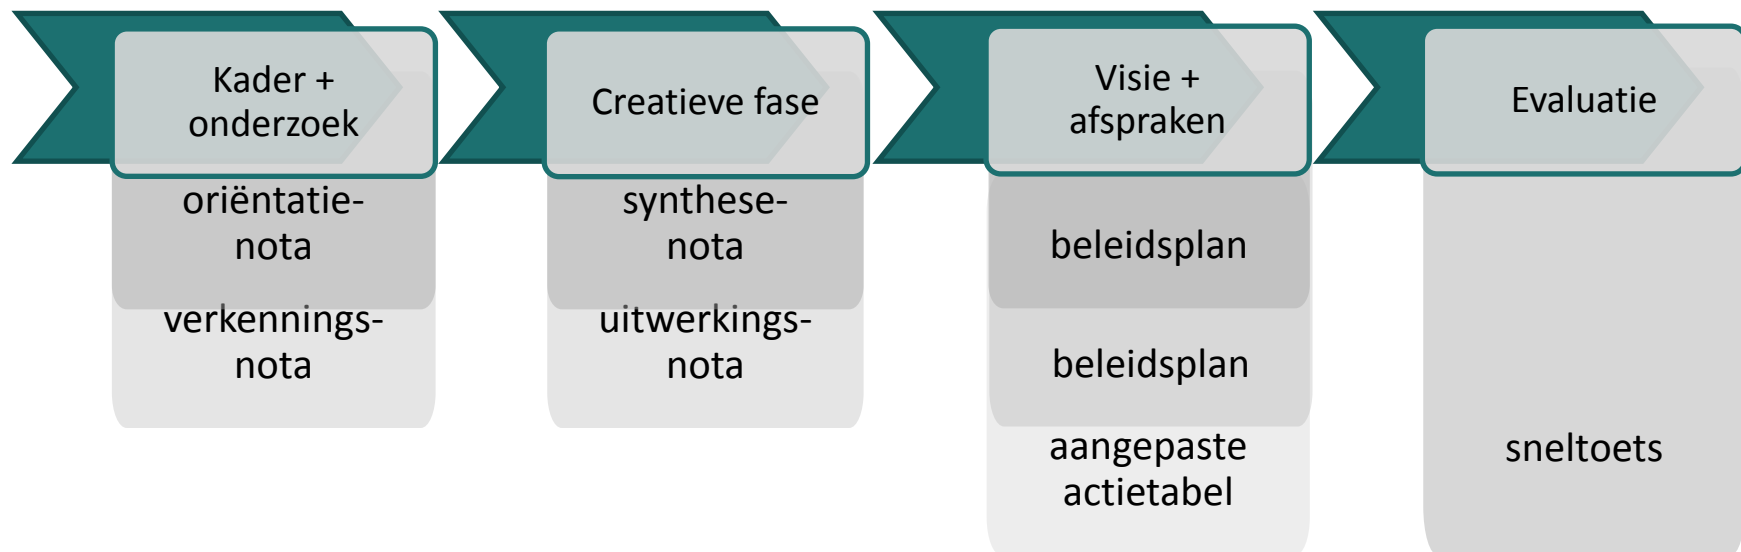 Kader +
onderzoek
oriëntatie-
nota
verkennings-
nota
Creatieve fase
synthese-
nota
uitwerkings-
nota
Visie +
afspraken
beleidsplan
beleidsplan
aangepaste
actietabel
Evaluatie
sneltoets